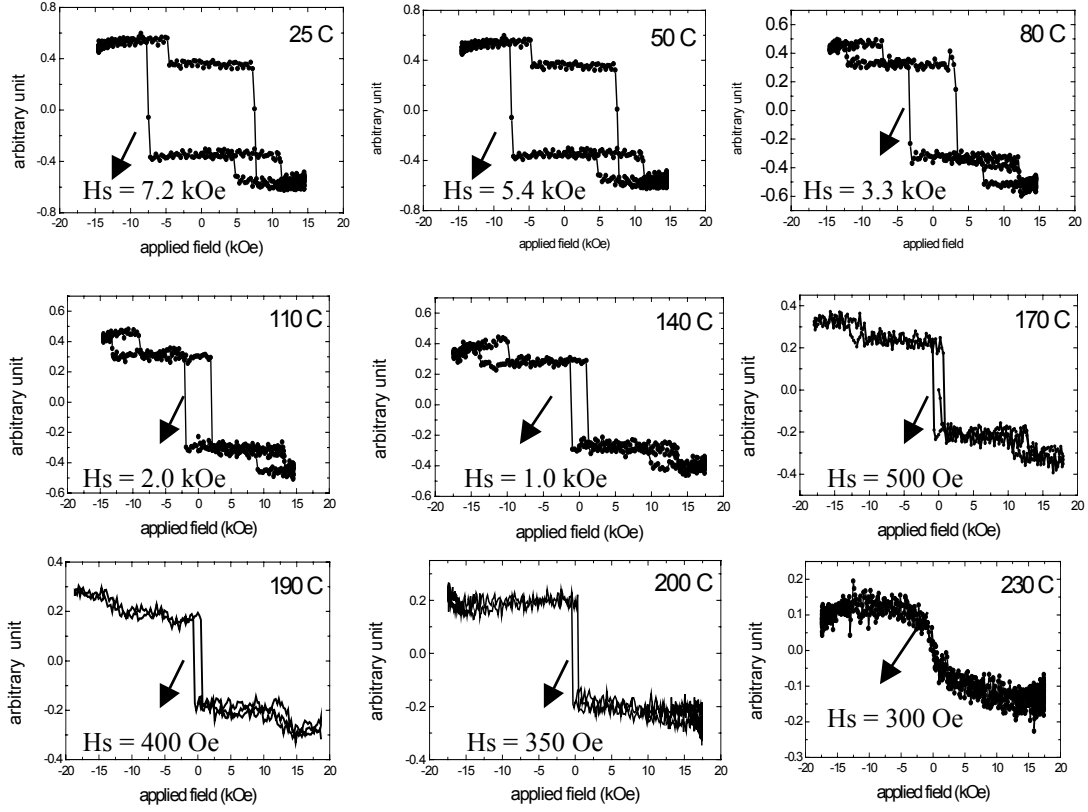 25 C
0.8
0.4
0.0
-0.4
-0.8
arbitrary unit
Hs = 7.2 kOe
-20 -15 -10 -5 0 5 10 15 20
applied field (kOe)
50 C
0.8
0.4
0.0
-0.4
-0.8
arbitrary unit
Hs = 5.4 kOe
-20 -15 -10 -5 0 5 10 15 20
applied field (kOe)
80 C
0.6
0.4
0.2
0.0
-0.2
-0.4
-0.6
arbitrary unit
Hs = 3.3 kOe
-20 -15 -10 -5 0 5 10 15 20
applied field
110 C
0.6
0.4
0.2
0.0
-0.2
-0.4
-0.6
arbitrary unit
Hs = 2.0 kOe
-20 -15 -10 -5 0 5 10 15 20
applied field (kOe)
140 C
0.6
0.4
0.2
0.0
-0.2
-0.4
-0.6
arbitrary unit
Hs = 1.0 kOe
-20 -15 -10 -5 0 5 10 15 20
applied field (kOe)
170 C
0.4
0.2
0.0
-0.2
-0.4
arbitrary unit
Hs = 500 Oe
-20 -15 -10 -5 0 5 10 15 20
applied field (kOe)
190 C
0.4
0.2
0.0
-0.2
-0.4
arbitrary unit
Hs = 400 Oe
-20 -15 -10 -5 0 5 10 15 20
applied field (kOe)
200 C
0.4
0.2
0.0
-0.2
-0.4
arbitrary unit
Hs = 350 Oe
-20 -15 -10 -5 0 5 10 15 20
applied field (kOe)
230 C
0.2
0.1
0.0
-0.1
-0.2
-0.3
arbitrary unit
Hs = 300 Oe
-20 -15 -10 -5 0 5 10 15 20
applied field (kOe)